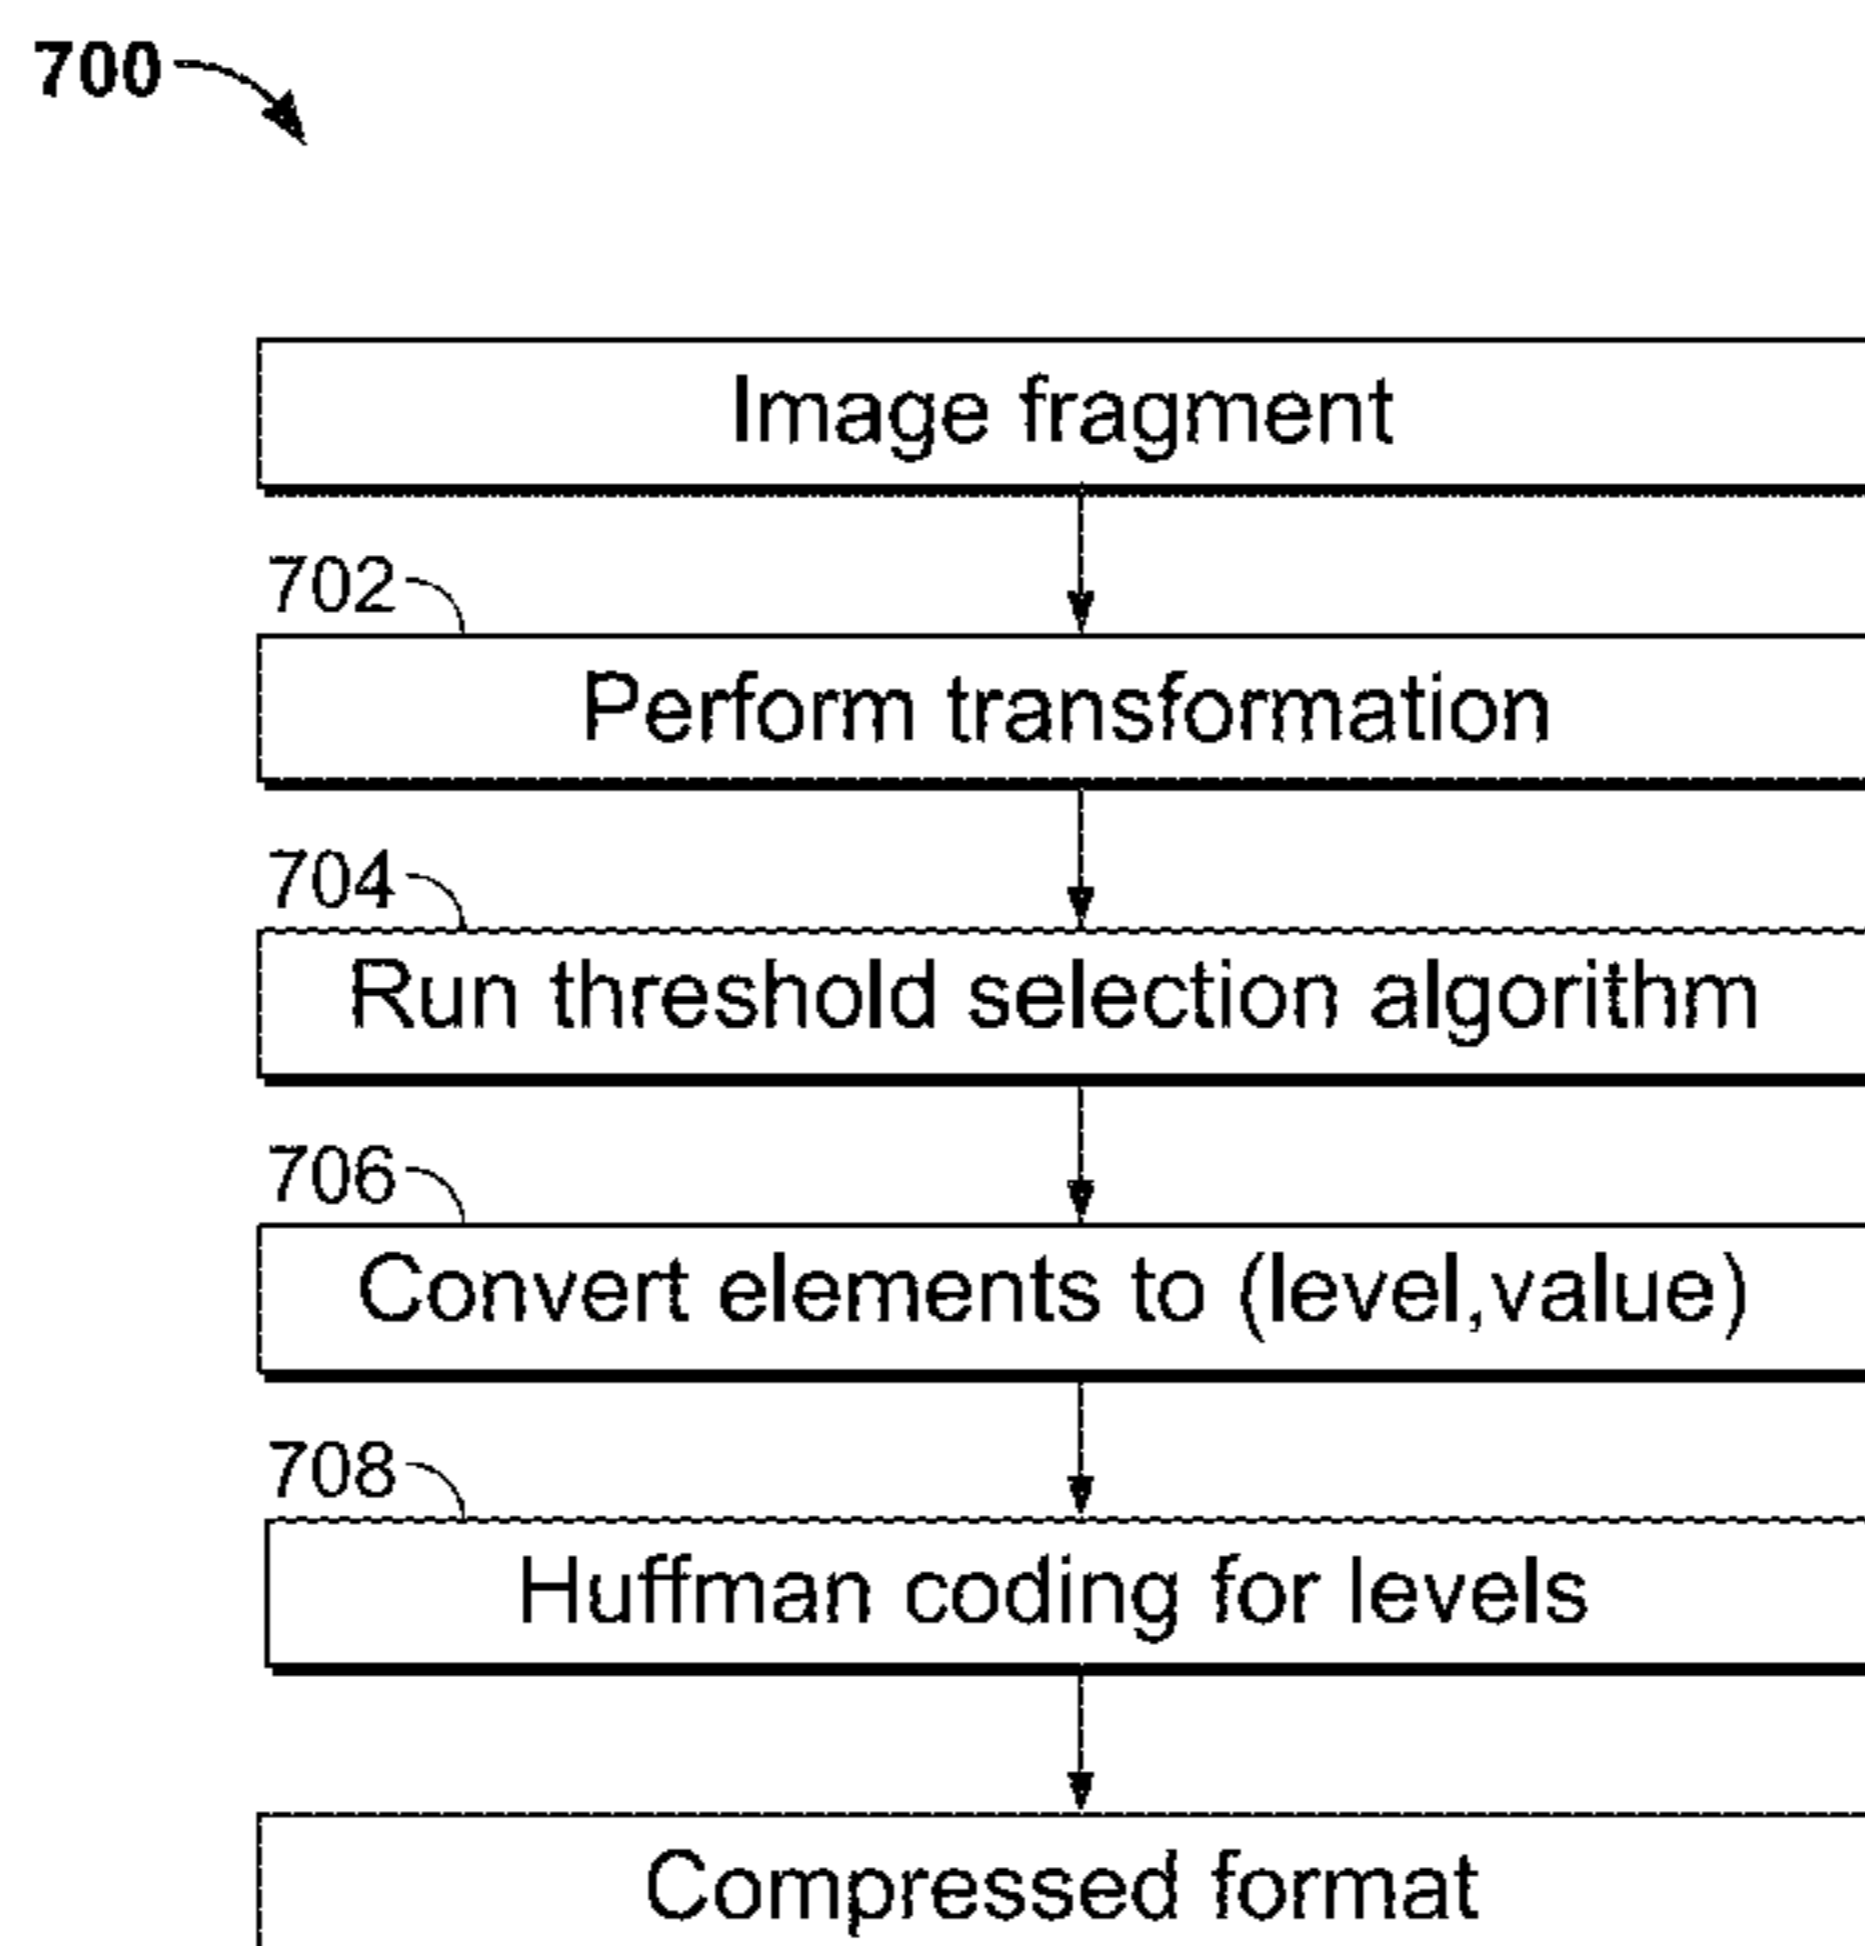 700
Image fragment
702
Perform transformation
704
Run threshold selection algorithm
706
Convert elements to (level,value)
708
Huffman coding for levels
Compressed format